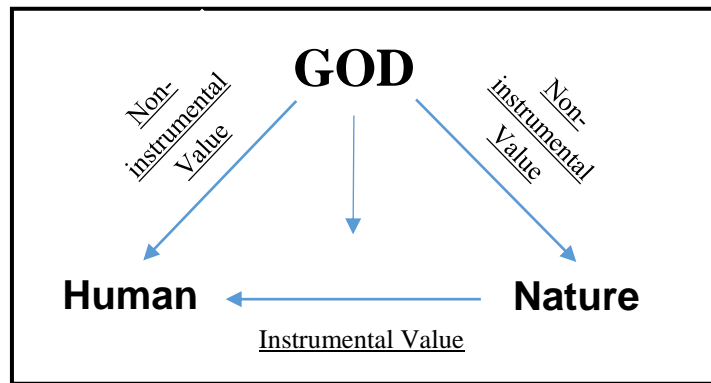 GOD
Non-
instrumental
Value
Non-
instrumental
Value
Human
Nature
Instrumental Value